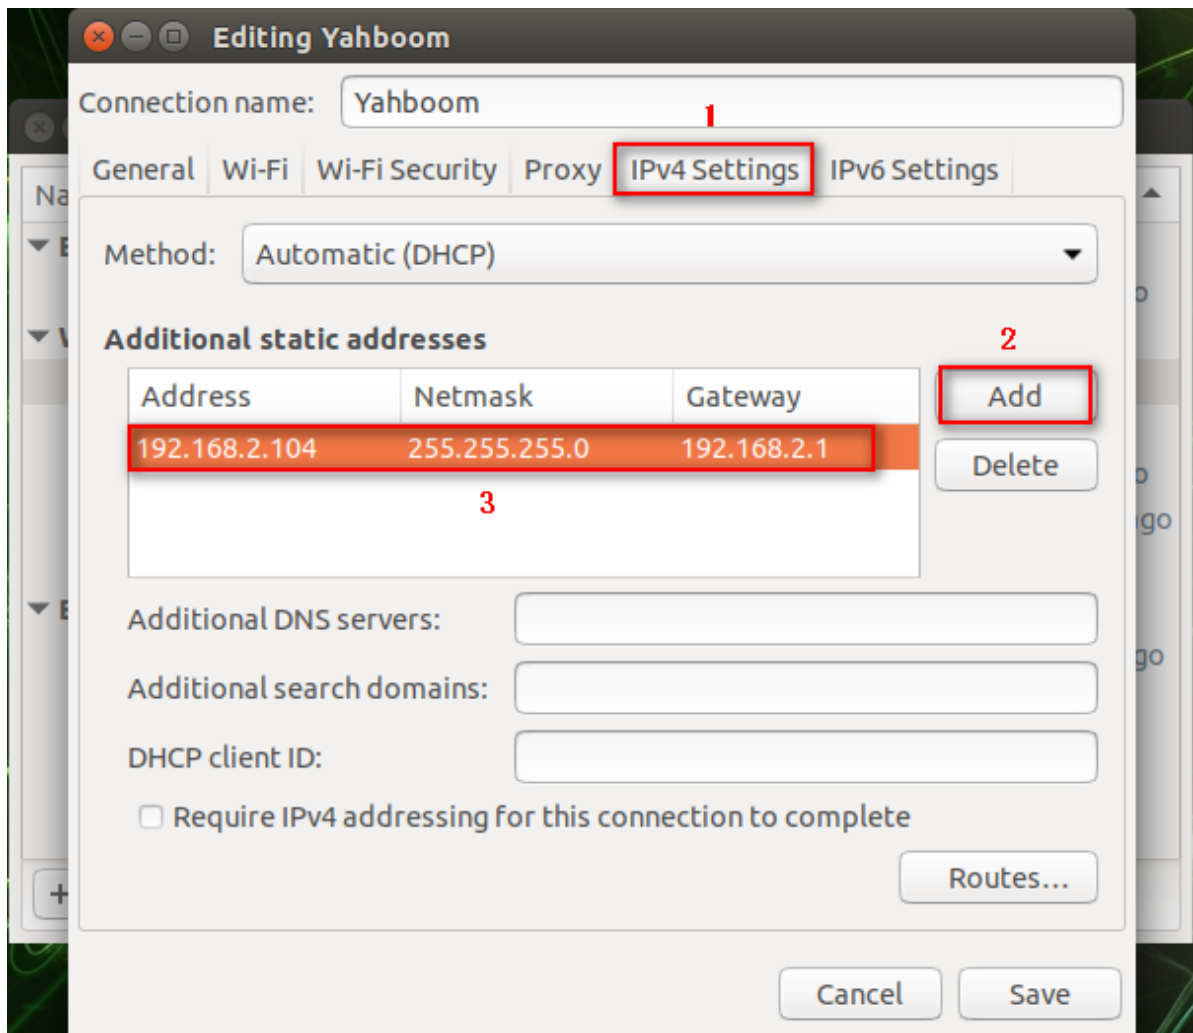 Editing Yahboom
Connection name: Yahboom
1
General Wi-Fi Wi-Fi Security Proxy IPv4 Settings IPv6 Settings
Method: Automatic (DHCP)
Additional static addresses
2
Address Netmask Gateway Add
192.168.2.104 255.255.255.0 192.168.2.1
Delete
3
Additional DNS servers:
Additional search domains:
DHCP client ID:
Require IPv4 addressing for this connection to complete
Routes...
Cancel Save